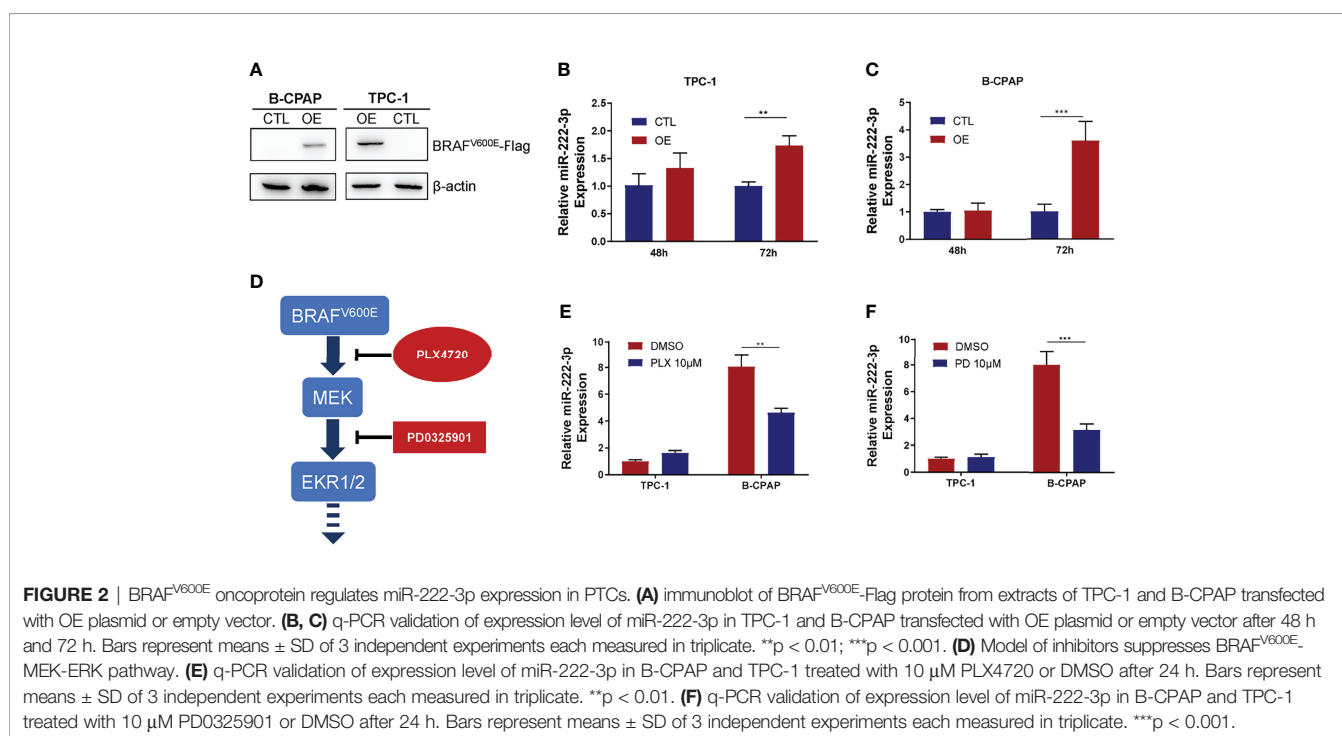 A
B-CPAP TPC-1
CTL OE OE CTL
BRAFV600E-Flag
β-actin
B
TPC-1
Relative miR-222-3p
Expression
2.5
2.0
1.5
1.0
0.5
0.0
CTL
OE
**
48h 72h
C
B-CPAP
Relative miR-222-3p
Expression
5
4
3
2
1
0
CTL
OE
***
48h 72h
D
BRAFV600E
PLX4720
MEK
PD0325901
EKR1/2
E
Relative miR-222-3p
Expression
10
8
6
4
2
0
DMSO
PLX 10µM
**
TPC-1 B-CPAP
F
Relative miR-222-3p
Expression
10
8
6
4
2
0
DMSO
PD 10µM
***
TPC-1 B-CPAP
FIGURE 2 | BRAFV600E oncoprotein regulates miR-222-3p expression in PTCs. (A) immunoblot of BRAFV600E-Flag protein from extracts of TPC-1 and B-CPAP transfected
with OE plasmid or empty vector. (B, C) q-PCR validation of expression level of miR-222-3p in TPC-1 and B-CPAP transfected with OE plasmid or empty vector after 48 h
and 72 h. Bars represent means ± SD of 3 independent experiments each measured in triplicate. **p < 0.01; ***p < 0.001. (D) Model of inhibitors suppresses BRAFV600E-
MEK-ERK pathway. (E) q-PCR validation of expression level of miR-222-3p in B-CPAP and TPC-1 treated with 10 μM PLX4720 or DMSO after 24 h. Bars represent
means ± SD of 3 independent experiments each measured in triplicate. **p < 0.01. (F) q-PCR validation of expression level of miR-222-3p in B-CPAP and TPC-1
treated with 10 μM PD0325901 or DMSO after 24 h. Bars represent means ± SD of 3 independent experiments each measured in triplicate. ***p < 0.001.